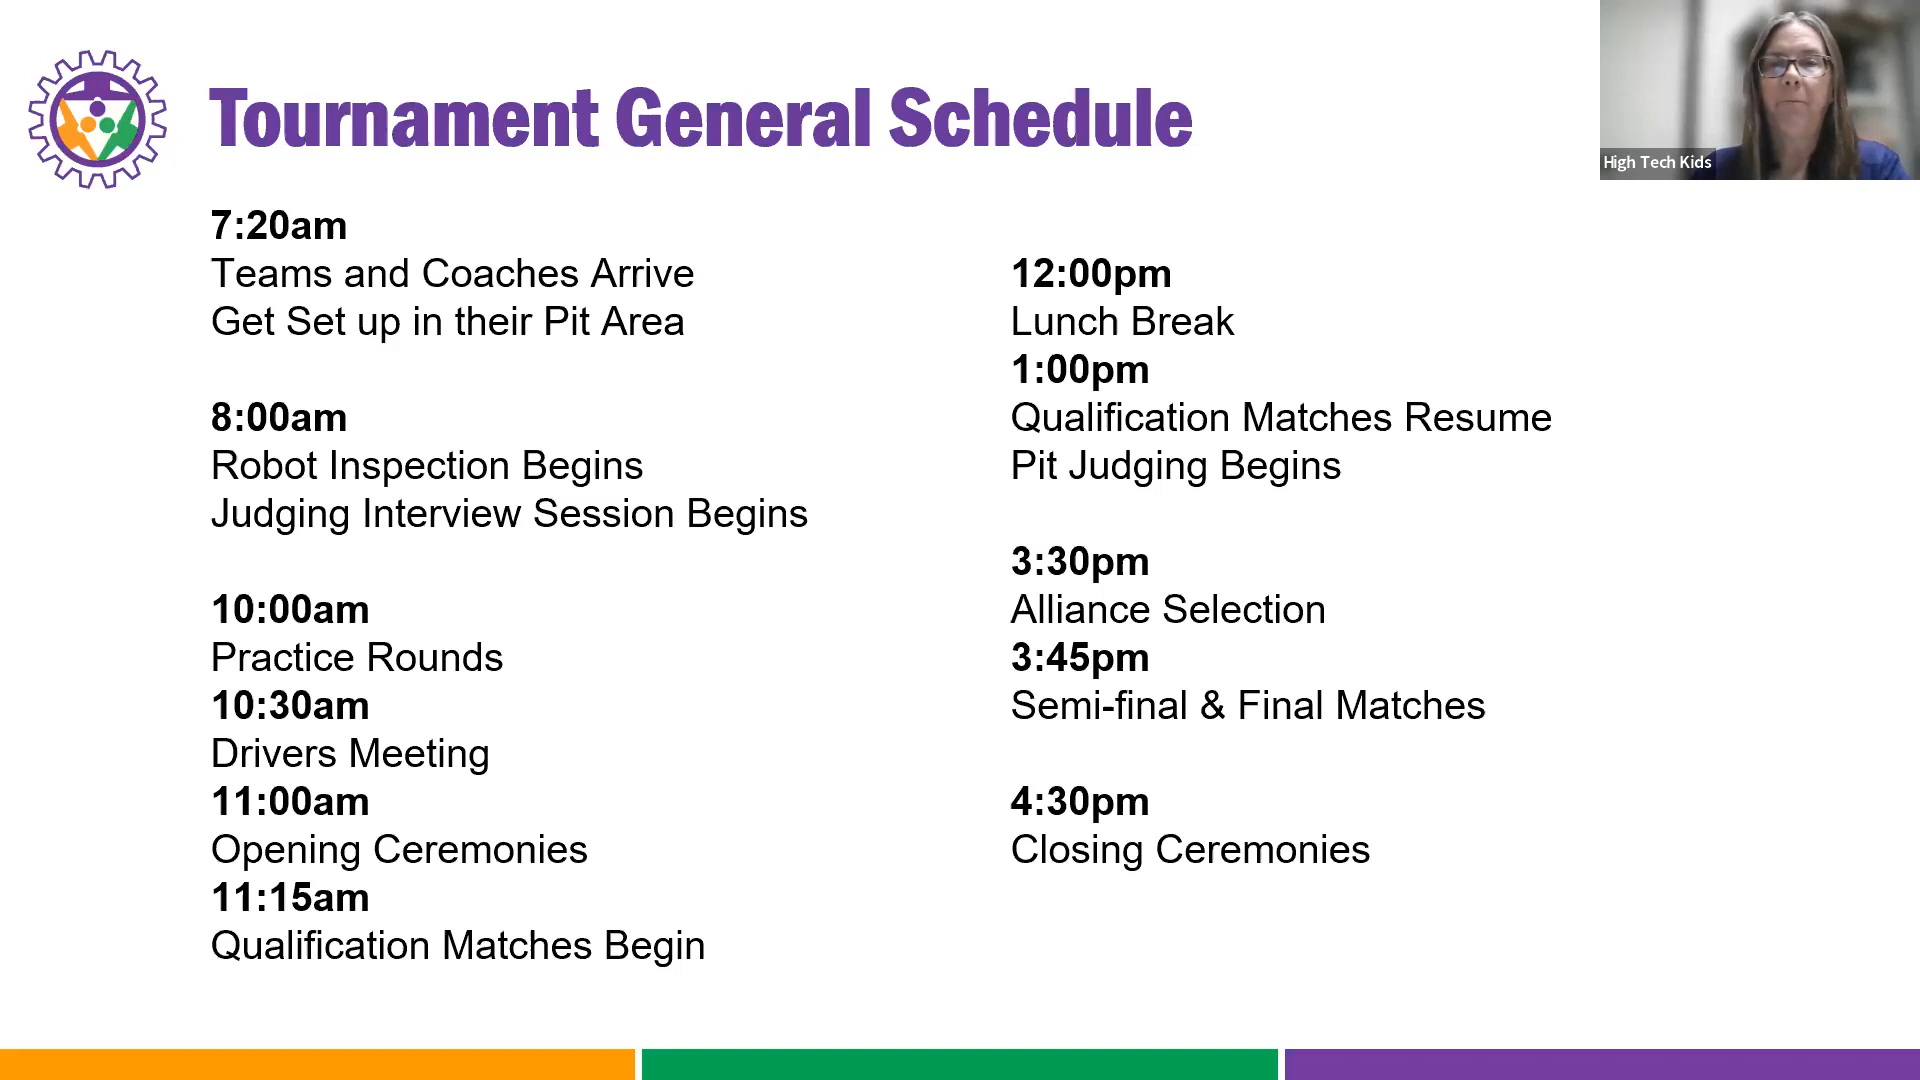 Tournament General Schedule
High Tech Kids
7:20am
Teams and Coaches Arrive
Get Set up in their Pit Area
8:00am
Robot Inspection Begins
Judging Interview Session Begins
10:00am
Practice Rounds
10:30am
Drivers Meeting
11:00am
Opening Ceremonies
11:15am
Qualification Matches Begin
12:00pm
Lunch Break
1:00pm
Qualification Matches Resume
Pit Judging Begins
3:30pm
Alliance Selection
3:45pm
Semi-final & Final Matches
4:30pm
Closing Ceremonies